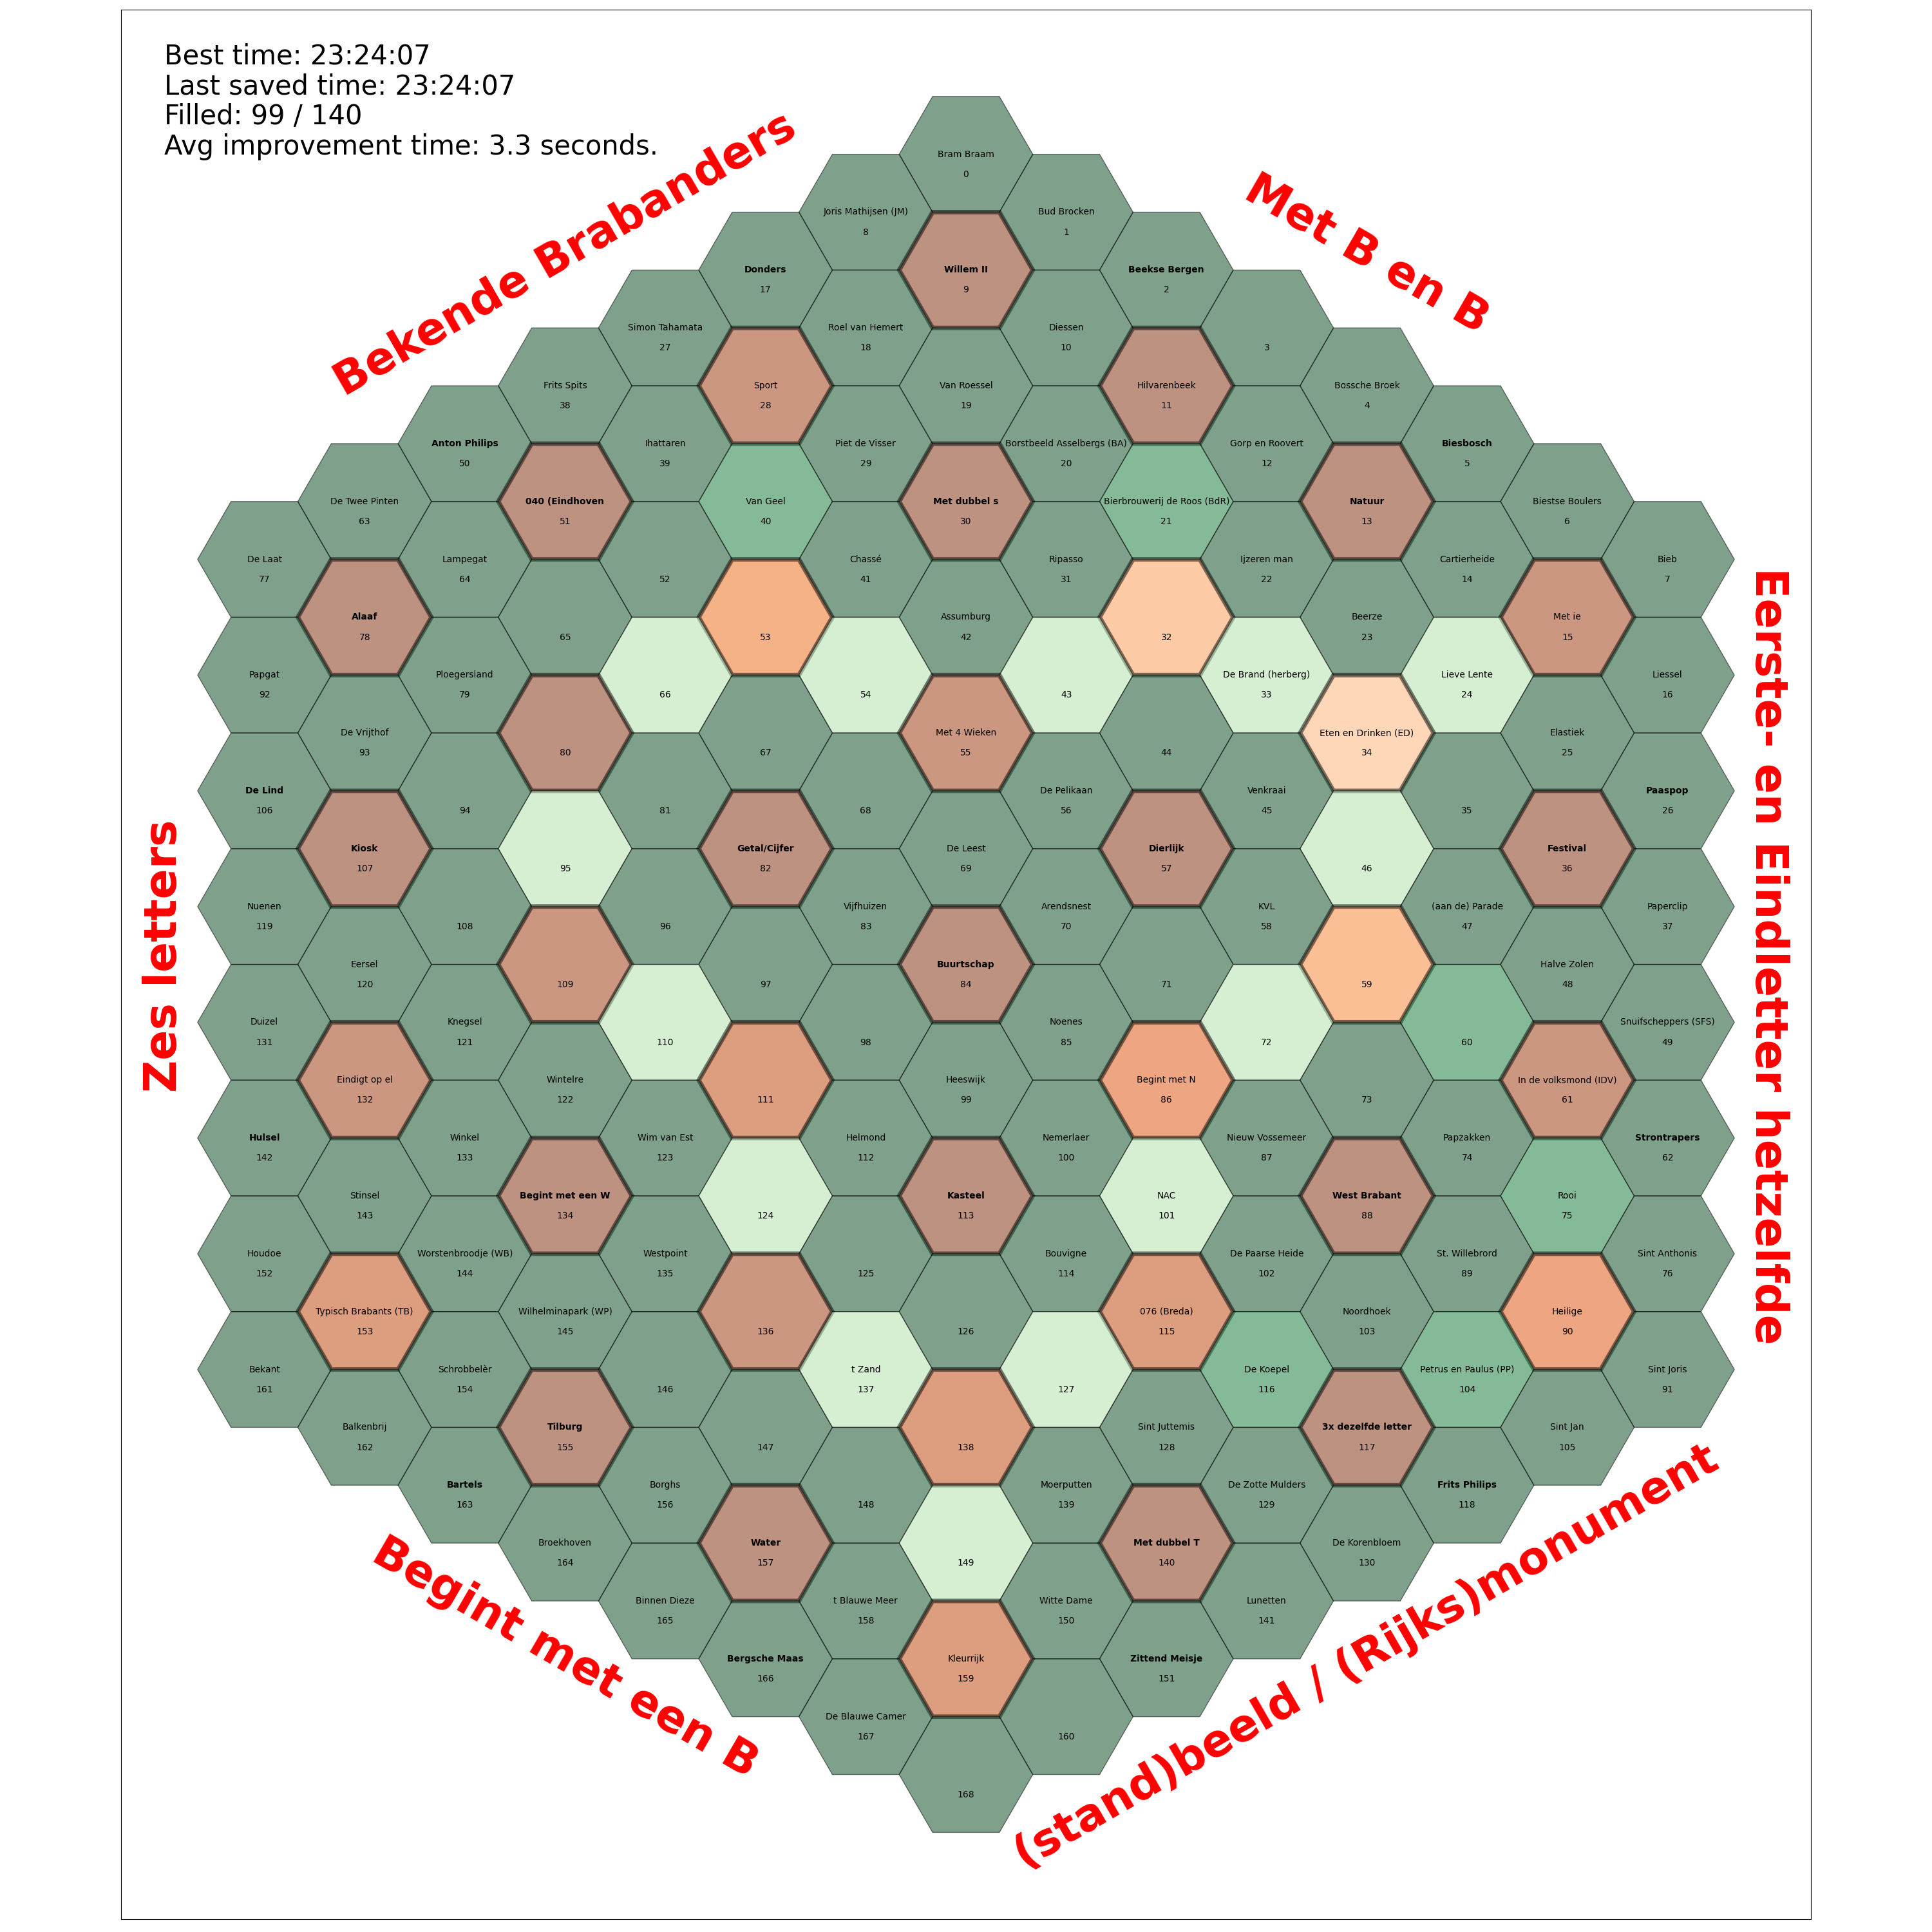 Best time: 23:24:07
Last saved time: 23:24:07
Filled: 99 / 140
Avg improvement time: 3.3 seconds.
Bekende Brabanders
Met B en B
Eerste- en Eindletter hetzelfde
(stand)beeld / (Rijks)monument
Begint met een B
Zes letters
Bram Braam
0
Bud Brocken
1
Beekse Bergen
2
3
Bossche Broek
4
Biesbosch
5
Biestse Boulers
6
Bieb
7
Joris Mathijsen (JM)
8
Willem II
9
Diessen
10
Hilvarenbeek
11
Gorp en Roovert
12
Natuur
13
Cartierheide
14
Met ie
15
Liessel
16
Donders
17
Roel van Hemert
18
Van Roessel
19
Borstbeeld Asselbergs (BA)
20
Bierbrouwerij de Roos (BdR)
21
Ijzeren man
22
Beerze
23
Lieve Lente
24
Elastiek
25
Paaspop
26
Simon Tahamata
27
Sport
28
Piet de Visser
29
Met dubbel s
30
Ripasso
31
32
De Brand (herberg)
33
Eten en Drinken (ED)
34
35
Festival
36
Paperclip
37
Frits Spits
38
Ihattaren
39
Van Geel
40
Chassé
41
Assumburg
42
43
44
Venkraai
45
46
(aan de) Parade
47
Halve Zolen
48
Snuifscheppers (SFS)
49
Anton Philips
50
040 (Eindhoven
51
52
53
54
Met 4 Wieken
55
De Pelikaan
56
Dierlijk
57
KVL
58
59
60
In de volksmond (IDV)
61
Strontrapers
62
De Twee Pinten
63
Lampegat
64
65
66
67
68
De Leest
69
Arendsnest
70
71
72
73
Papzakken
74
Rooi
75
Sint Anthonis
76
De Laat
77
Alaaf
78
Ploegersland
79
80
81
Getal/Cijfer
82
Vijfhuizen
83
Buurtschap
84
Noenes
85
Begint met N
86
Nieuw Vossemeer
87
West Brabant
88
St. Willebrord
89
Heilige
90
Sint Joris
91
Papgat
92
De Vrijthof
93
94
95
96
97
98
Heeswijk
99
Nemerlaer
100
NAC
101
De Paarse Heide
102
Noordhoek
103
Petrus en Paulus (PP)
104
Sint Jan
105
De Lind
106
Kiosk
107
108
109
110
111
Helmond
112
Kasteel
113
Bouvigne
114
076 (Breda)
115
De Koepel
116
3x dezelfde letter
117
Frits Philips
118
Nuenen
119
Eersel
120
Knegsel
121
Wintelre
122
Wim van Est
123
124
125
126
127
Sint Juttemis
128
De Zotte Mulders
129
De Korenbloem
130
Duizel
131
Eindigt op el
132
Winkel
133
Begint met een W
134
Westpoint
135
136
t Zand
137
138
Moerputten
139
Met dubbel T
140
Lunetten
141
Hulsel
142
Stinsel
143
Worstenbroodje (WB)
144
Wilhelminapark (WP)
145
146
147
148
149
Witte Dame
150
Zittend Meisje
151
Houdoe
152
Typisch Brabants (TB)
153
Schrobbelèr
154
Tilburg
155
Borghs
156
Water
157
t Blauwe Meer
158
Kleurrijk
159
160
Bekant
161
Balkenbrij
162
Bartels
163
Broekhoven
164
Binnen Dieze
165
Bergsche Maas
166
De Blauwe Camer
167
168